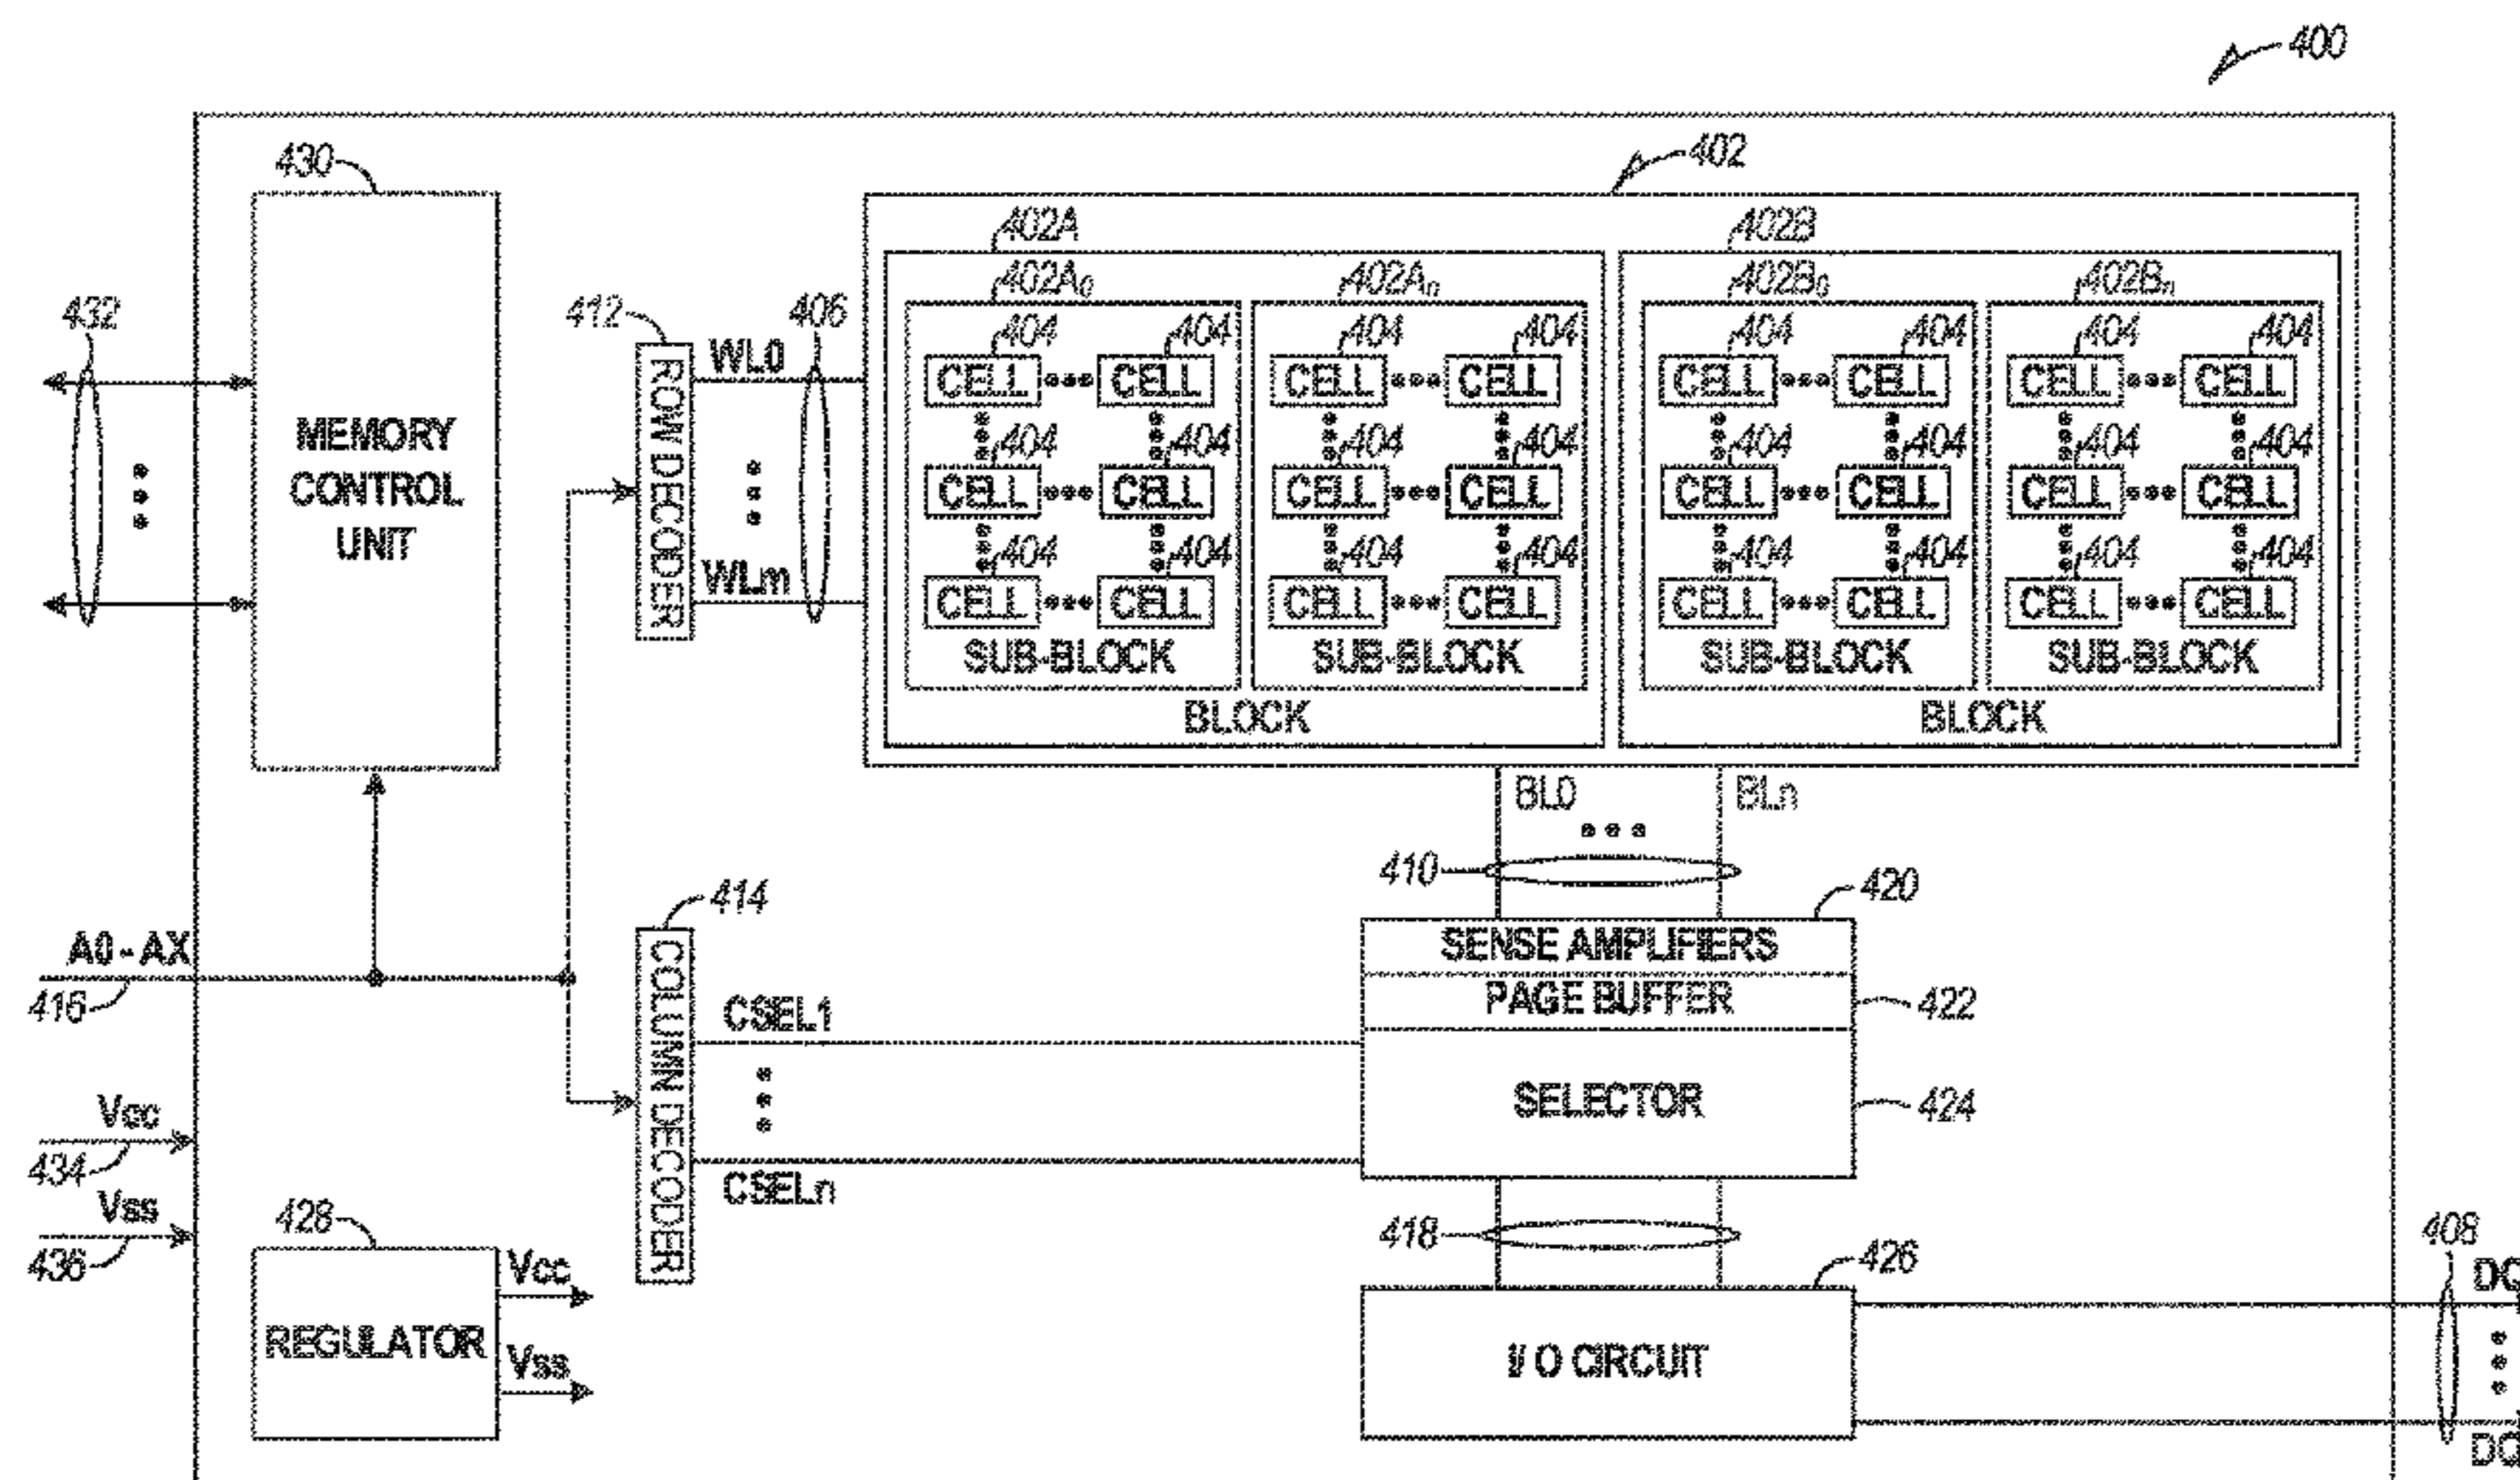 400
430
402
402A
402B
402A0
402An
402B0
402Bn
432
412
406
WL0
404 404 404 404 404 404 404 404
CELL CELL CELL CELL CELL CELL CELL CELL
MEMORY
CONTROL
UNIT
ROW DECODER
404 404 404 404 404 404 404 404
CELL CELL CELL CELL CELL CELL CELL CELL
WLm
404 404 404 404 404 404 404 404
CELL CELL CELL CELL CELL CELL CELL CELL
SUB-BLOCK SUB-BLOCK SUB-BLOCK SUB-BLOCK
BLOCK BLOCK
BL0 BLn
410
414
420
A0 - AX
416
COLUMN DECODER
SENSE AMPLIFIERS
PAGE BUFFER
422
CSEL1
SELECTOR
424
CSELn
Vcc
434
Vss
436
428
418
426
408
REGULATOR
Vcc
Vss
I/O CIRCUIT